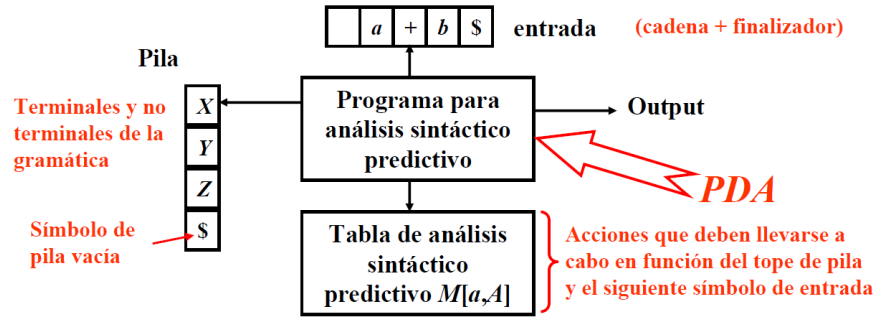 a + b $ entrada (cadena + finalizador)
Pila
Terminales y no
terminales de la
gramática
X
Y
Z
$
Símbolo de
pila vacía
Programa para
análisis sintáctico
predictivo
Output
PDA
Tabla de análisis
sintáctico
predictivo M[a,A]
Acciones que deben llevarse a
cabo en función del tope de pila
y el siguiente símbolo de entrada